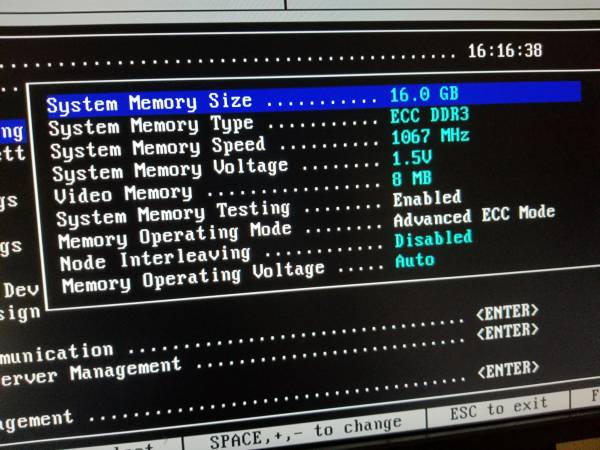 16:16:38
System Memory Size ........... 16.0 GB
System Memory Type ........... ECC DDR3
System Memory Speed .......... 1067 MHz
System Memory Voltage ........ 1.5V
Video Memory ................. 8 MB
System Memory Testing ........ Enabled
Memory Operating Mode ........ Advanced ECC Mode
Node Interleaving ............ Disabled
Memory Operating Voltage ..... Auto
ng
ett
gs
gs
Dev
sign
munication ................................ <ENTER>
erver Management .......................... <ENTER>
agement ................................... <ENTER>
SPACE,+,- to change
ESC to exit
F